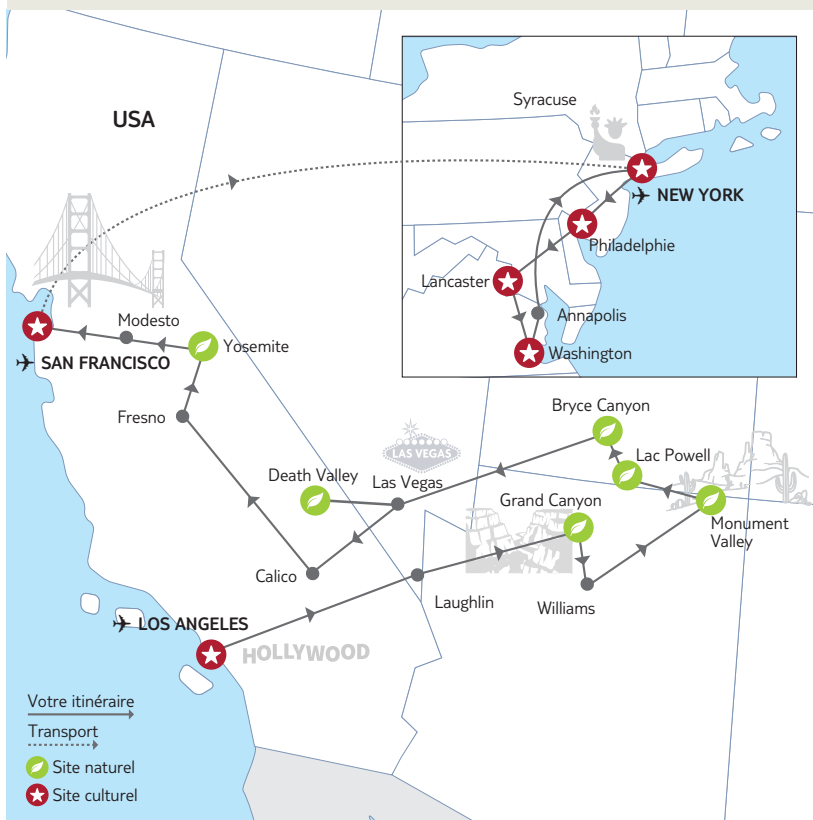 USA
Syracuse
NEW YORK
Philadelphie
Lancaster
Annapolis
Washington
Modesto
Yosemite
SAN FRANCISCO
Fresno
Bryce Canyon
LAS VEGAS
Lac Powell
Death Valley
Las Vegas
Grand Canyon
Monument
Valley
Calico
Laughlin
Williams
LOS ANGELES
HOLLYWOOD
Votre itinéraire
Transport
Site naturel
Site culturel